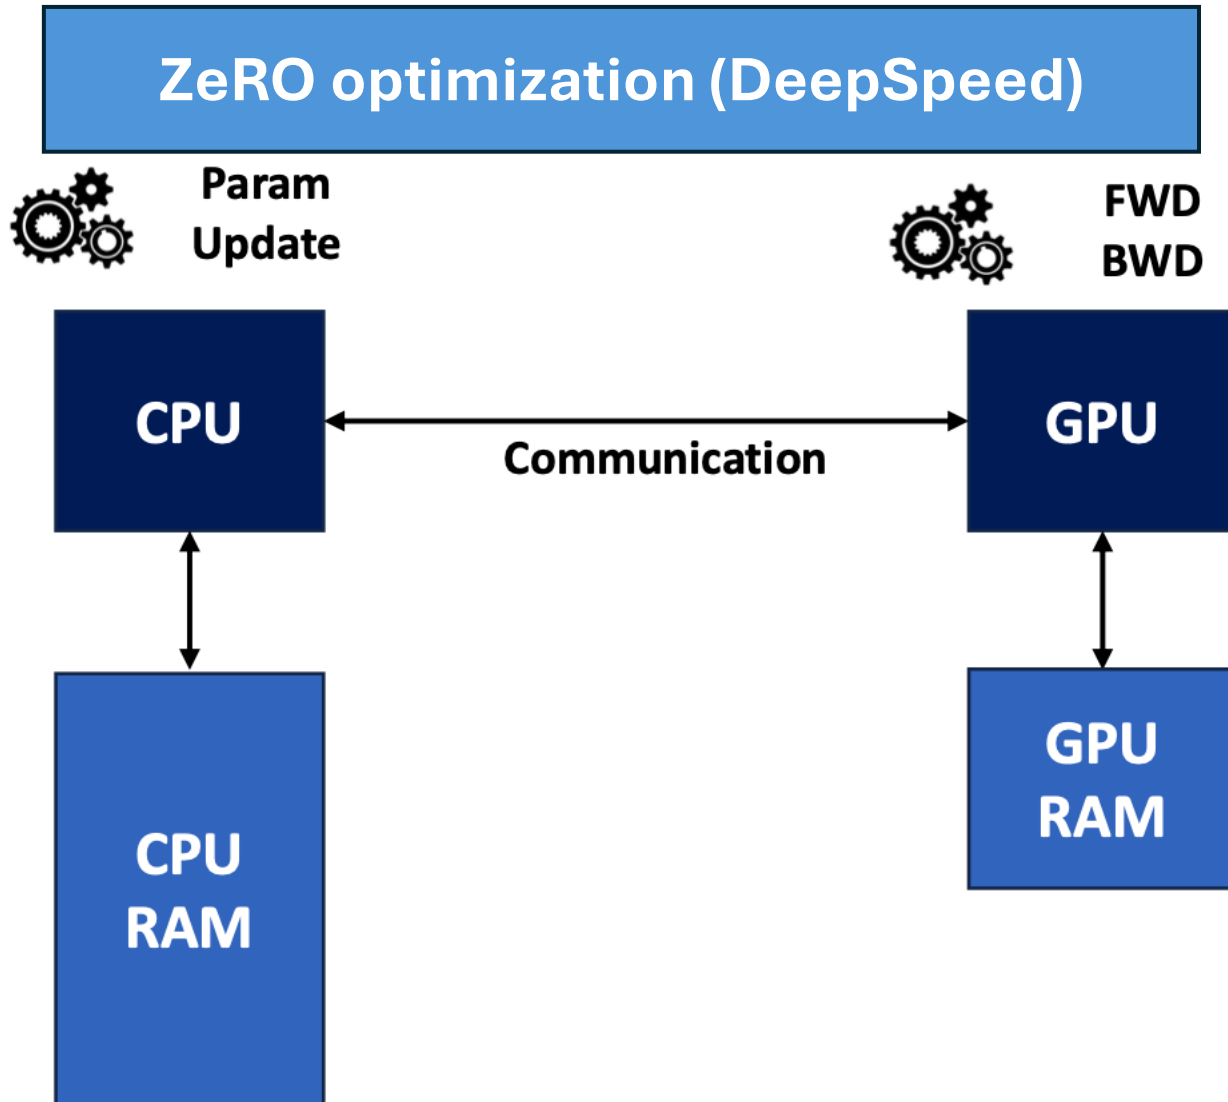 ZeRO optimization (DeepSpeed)
Param
Update
FWD
BWD
CPU
GPU
Communication
GPU
RAM
CPU
RAM